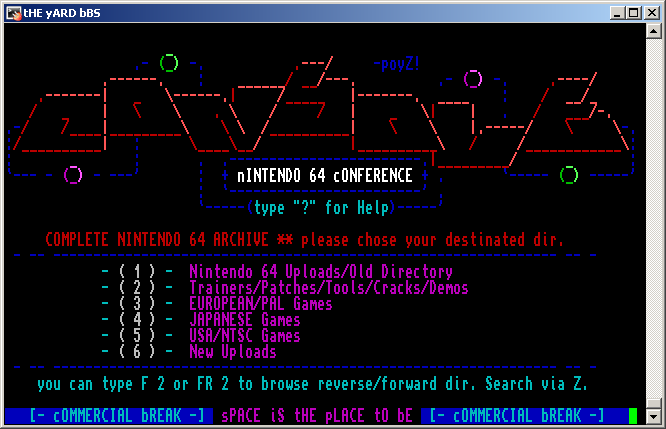 tHE yARD bBS
-poyZ!
nINTENDO 64 cONFERENCE
(type "?" for Help)
COMPLETE NINTENDO 64 ARCHIVE ** please chose your destinated dir.
- ( 1 ) - Nintendo 64 Uploads/Old Directory
- ( 2 ) - Trainers/Patches/Tools/Cracks/Demos
- ( 3 ) - EUROPEAN/PAL Games
- ( 4 ) - JAPANESE Games
- ( 5 ) - USA/NTSC Games
- ( 6 ) - New Uploads
you can type F 2 or FR 2 to browse reverse/forward dir. Search via Z.
[- cOMMERCIAL bREAK -] sPACE iS tHE pLACE tO bE [- cOMMERCIAL bREAK -]